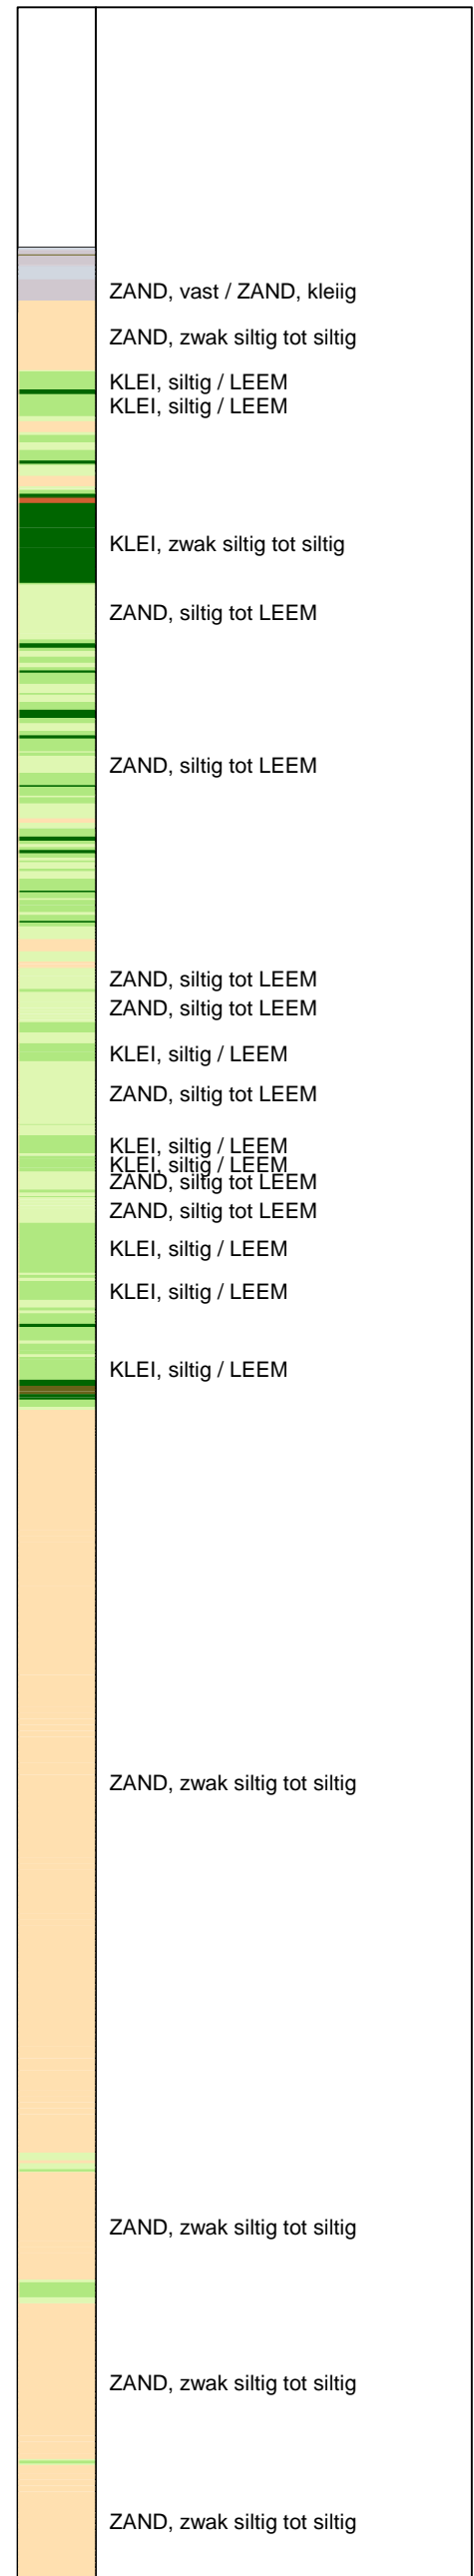 ZAND, vast / ZAND, kleiig
ZAND, zwak siltig tot siltig
KLEI, siltig / LEEM
KLEI, siltig / LEEM
KLEI, zwak siltig tot siltig
ZAND, siltig tot LEEM
ZAND, siltig tot LEEM
ZAND, siltig tot LEEM
ZAND, siltig tot LEEM
KLEI, siltig / LEEM
ZAND, siltig tot LEEM
KLEI, siltig / LEEM
KLEI, siltig / LEEM
ZAND, siltig tot LEEM
ZAND, siltig tot LEEM
KLEI, siltig / LEEM
KLEI, siltig / LEEM
KLEI, siltig / LEEM
ZAND, zwak siltig tot siltig
ZAND, zwak siltig tot siltig
ZAND, zwak siltig tot siltig
ZAND, zwak siltig tot siltig